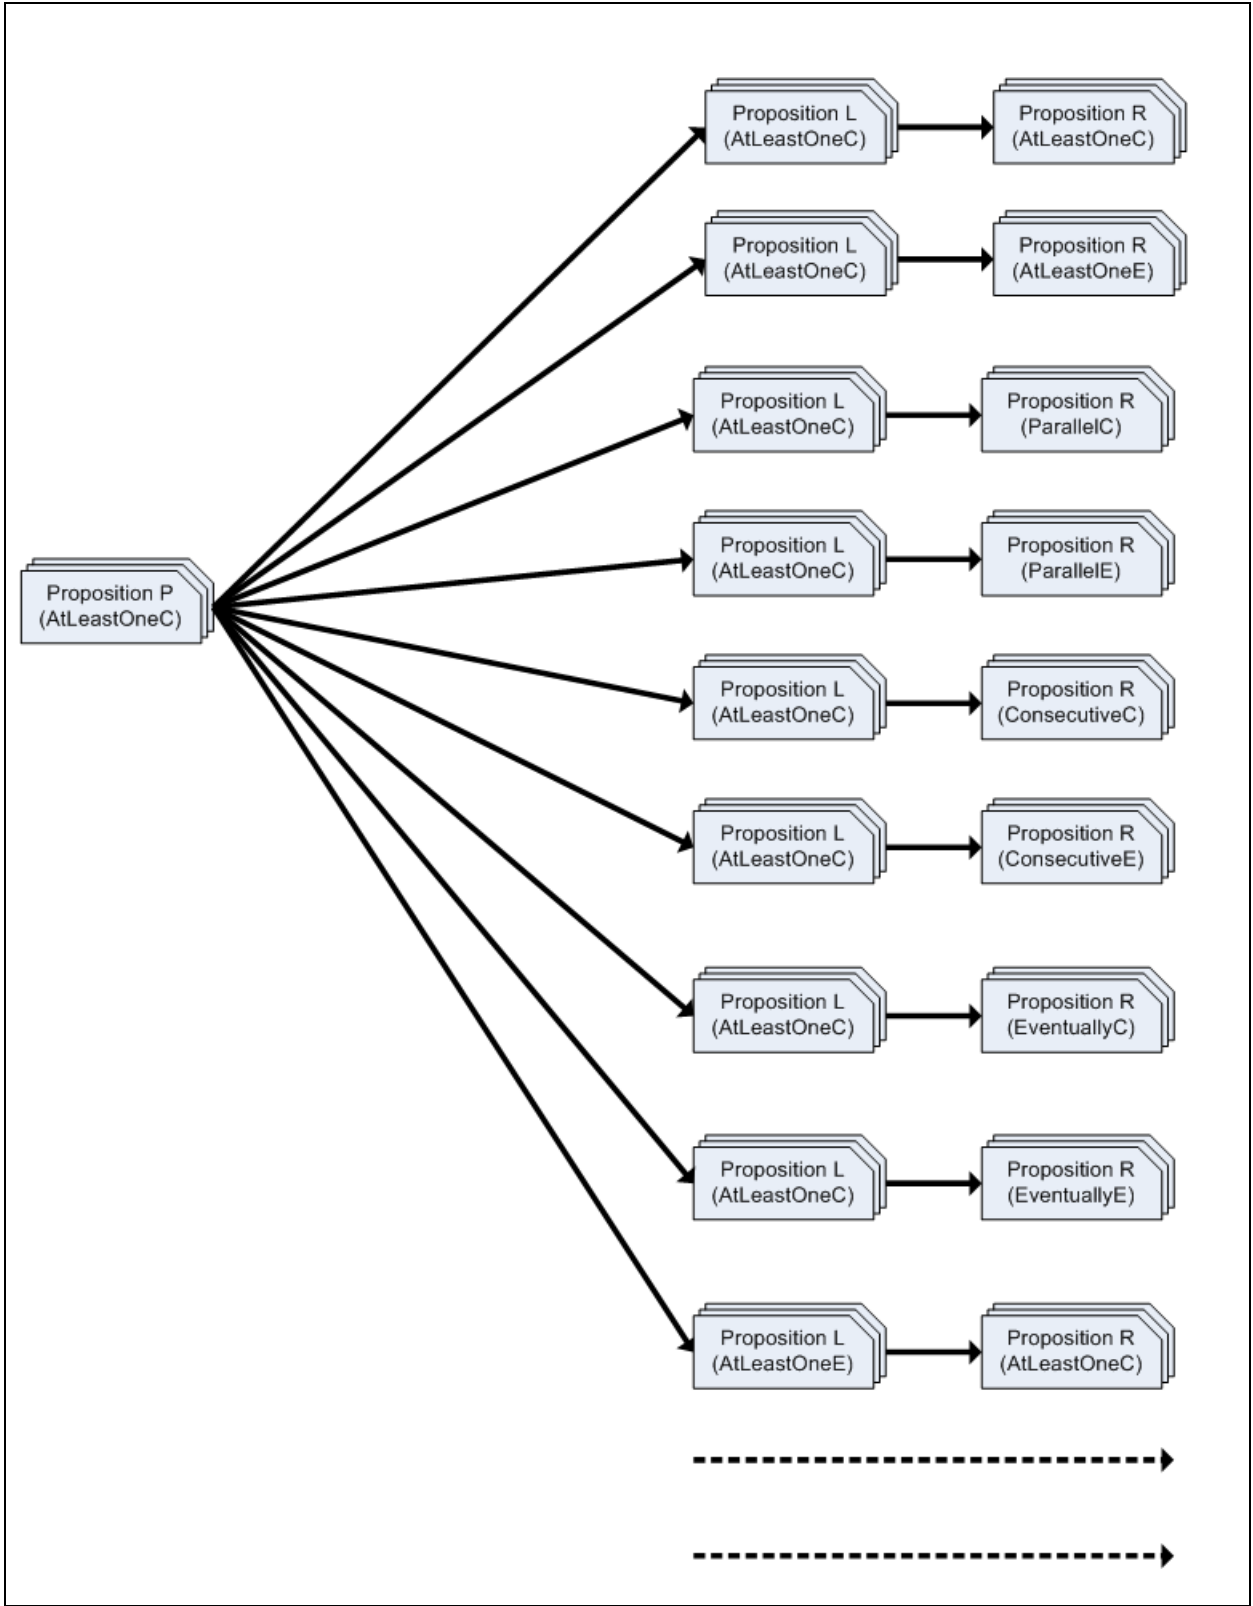 Proposition L
(AtLeastOneC)
Proposition R
(AtLeastOneC)
Proposition L
(AtLeastOneC)
Proposition R
(AtLeastOneE)
Proposition L
(AtLeastOneC)
Proposition R
(ParallelC)
Proposition L
(AtLeastOneC)
Proposition R
(ParallelE)
Proposition P
(AtLeastOneC)
Proposition L
(AtLeastOneC)
Proposition R
(ConsecutiveC)
Proposition L
(AtLeastOneC)
Proposition R
(ConsecutiveE)
Proposition L
(AtLeastOneC)
Proposition R
(EventuallyC)
Proposition L
(AtLeastOneC)
Proposition R
(EventuallyE)
Proposition L
(AtLeastOneE)
Proposition R
(AtLeastOneC)